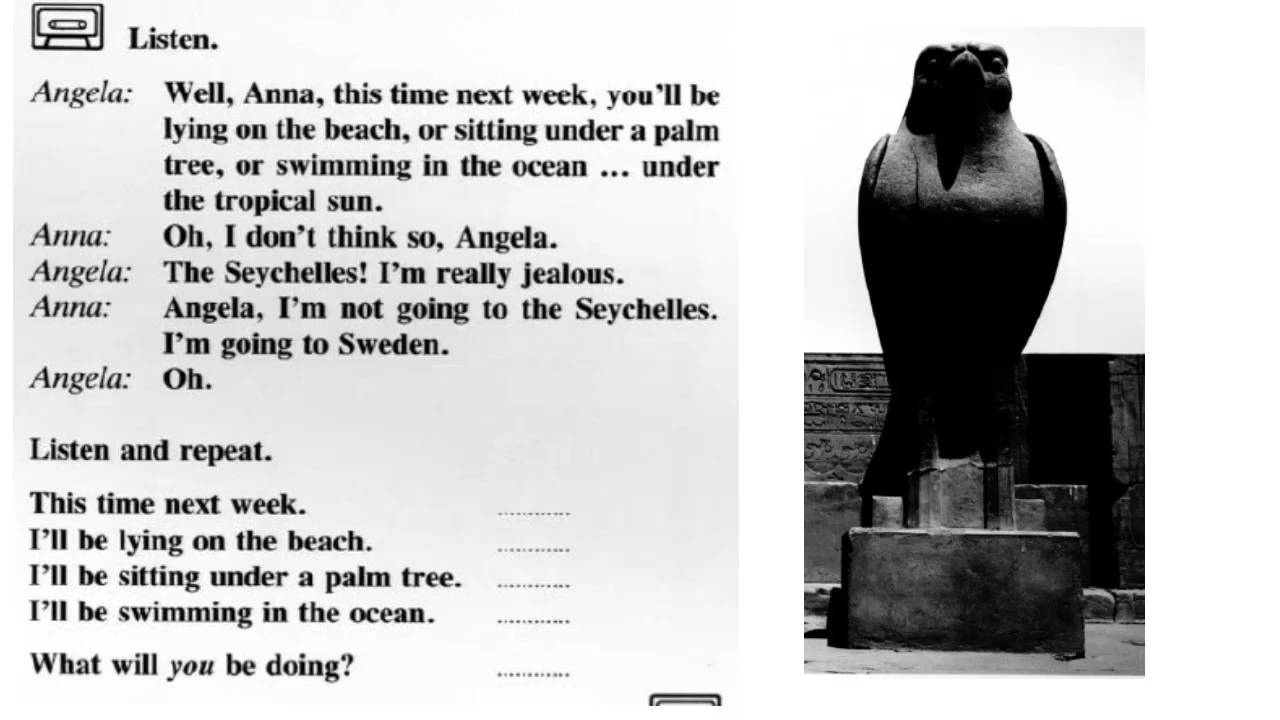 Listen.
Angela: Well, Anna, this time next week, you'll be
lying on the beach, or sitting under a palm
tree, or swimming in the ocean ... under
the tropical sun.
Anna: Oh, I don't think so, Angela.
Angela: The Seychelles! I'm really jealous.
Anna: Angela, I'm not going to the Seychelles.
I'm going to Sweden.
Angela: Oh.
Listen and repeat.
This time next week. ............
I'll be lying on the beach. ............
I'll be sitting under a palm tree. ............
I'll be swimming in the ocean. ............
What will you be doing? ............